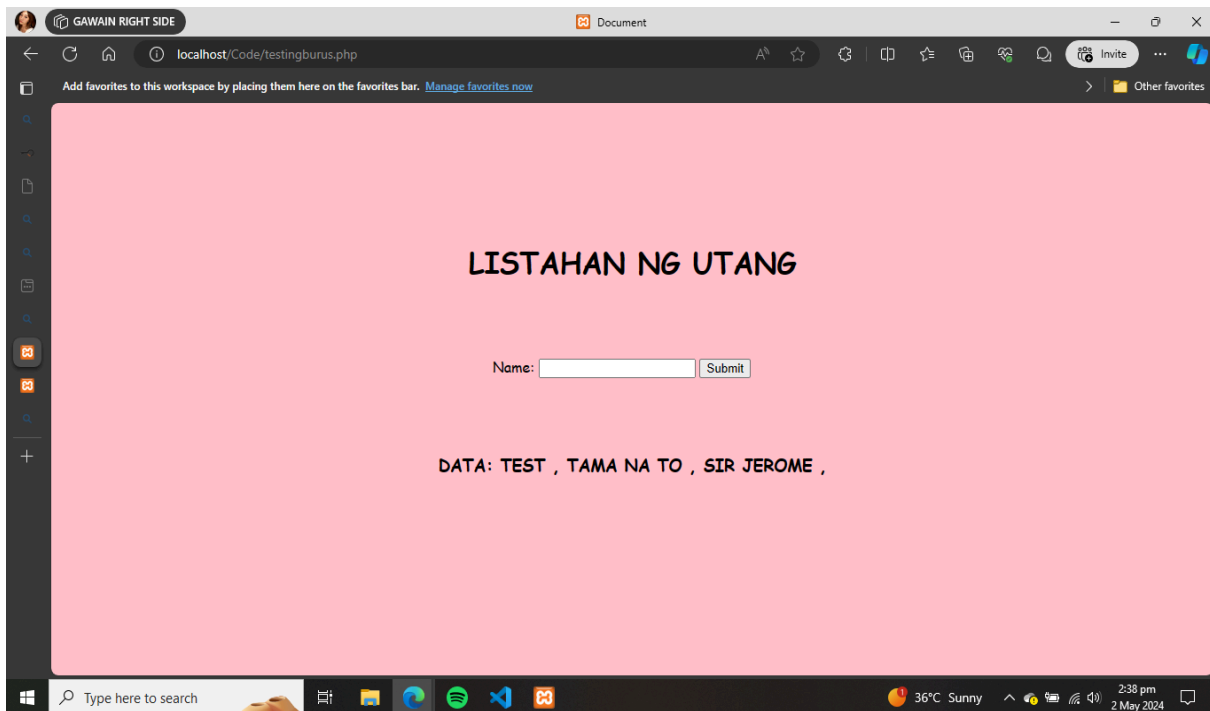 GAWAIN RIGHT SIDE
Document
localhost/Code/testingburus.php
Invite
Add favorites to this workspace by placing them here on the favorites bar. Manage favorites now
Other favorites
LISTAHAN NG UTANG
Name: Submit
DATA: TEST , TAMA NA TO , SIR JEROME ,
Type here to search
1
36°C Sunny
2:38 pm
2 May 2024